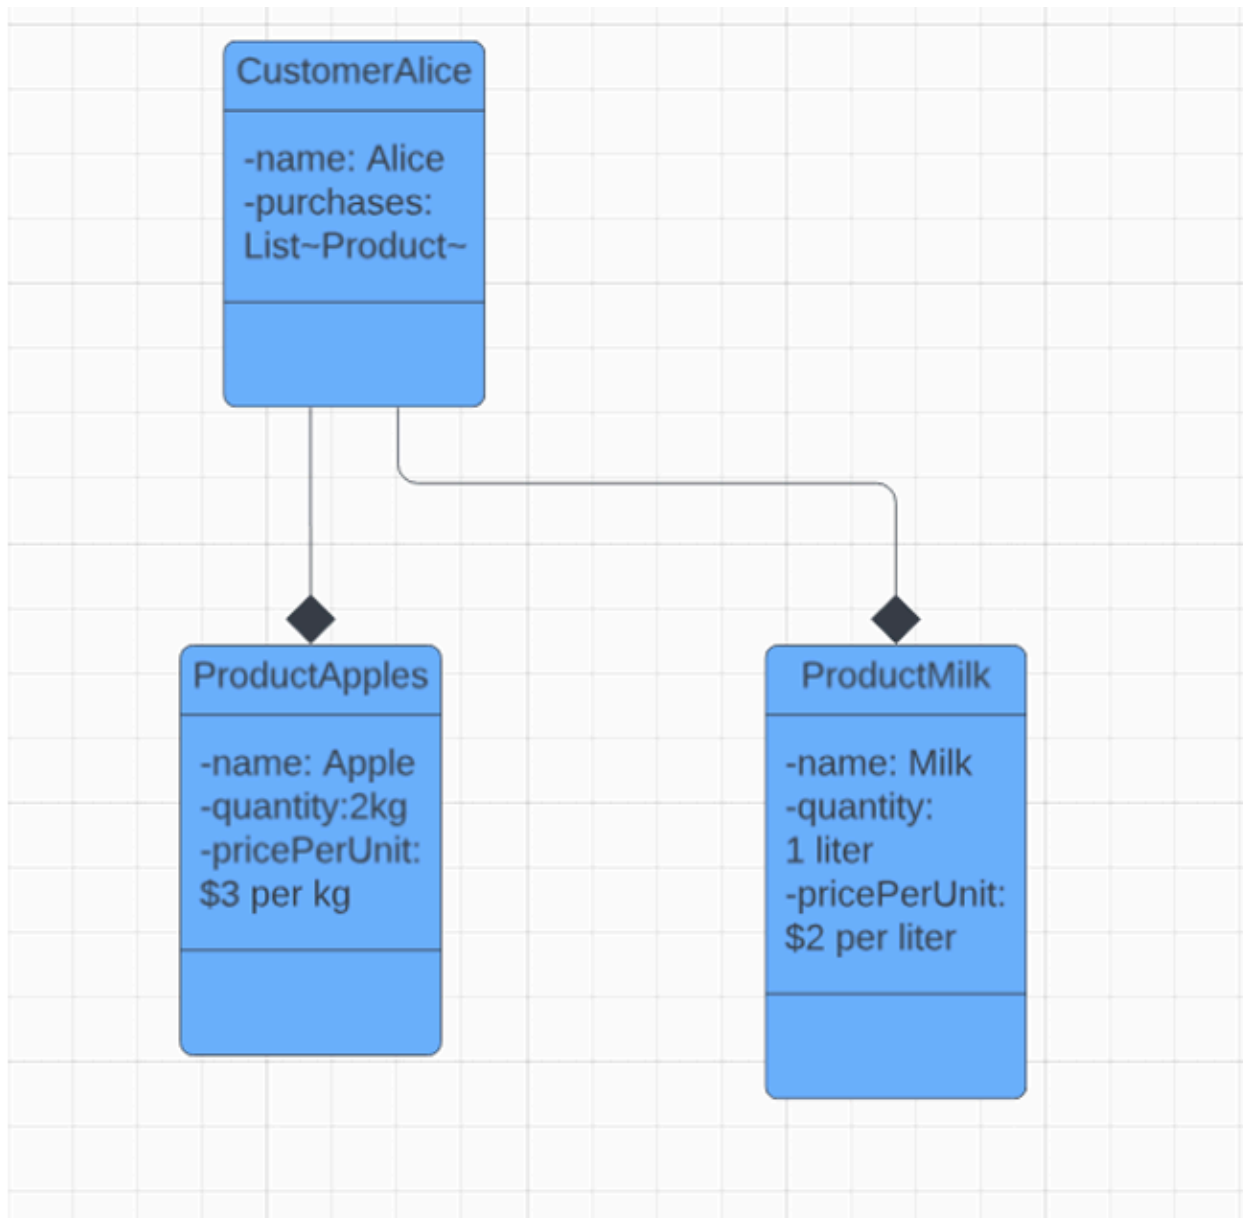 CustomerAlice
-name: Alice
-purchases:
List~Product~
ProductApples
-name: Apple
-quantity:2kg
-pricePerUnit:
$3 per kg
ProductMilk
-name: Milk
-quantity:
1 liter
-pricePerUnit:
$2 per liter